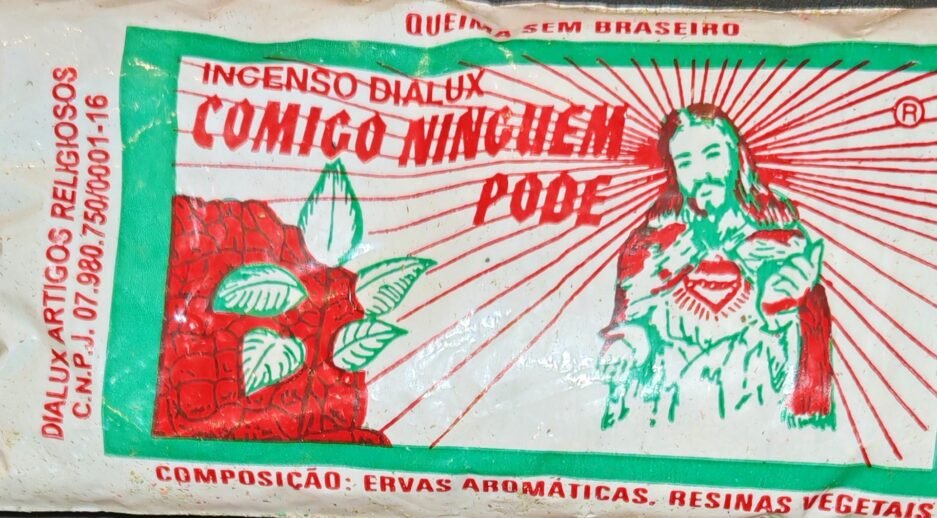 QUEIMA SEM BRASEIRO
INCENSO DIALUX
COMIGO NINGUEM
PODE
®
DIALUX ARTIGOS RELIGIOSOS
C.N.P.J. 07.980.750/0001-16
COMPOSIÇÃO: ERVAS AROMÁTICAS, RESINAS VEGETAIS